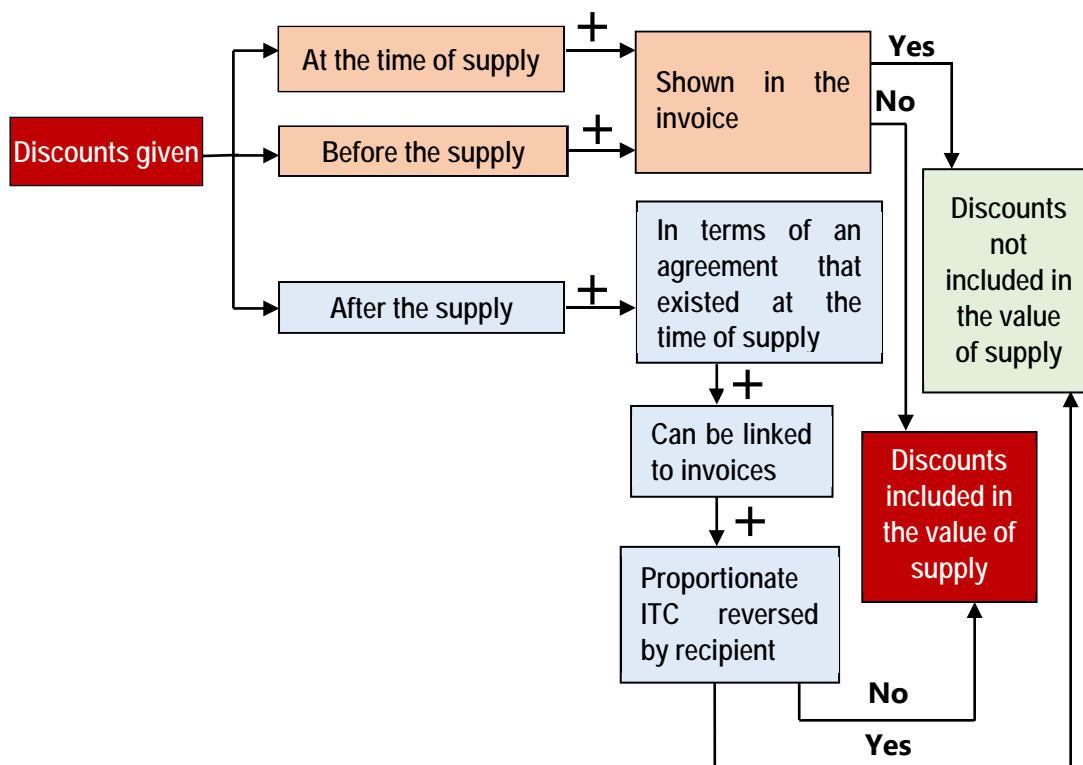 At the time of supply
+
Shown in the
invoice
Yes
No
Discounts given
Before the supply
+
After the supply
+
In terms of an
agreement that
existed at the
time of supply
Discounts
not
included in
the value
of supply
+
Can be linked
to invoices
Discounts
included in
the value of
supply
+
Proportionate
ITC reversed
by recipient
No
Yes